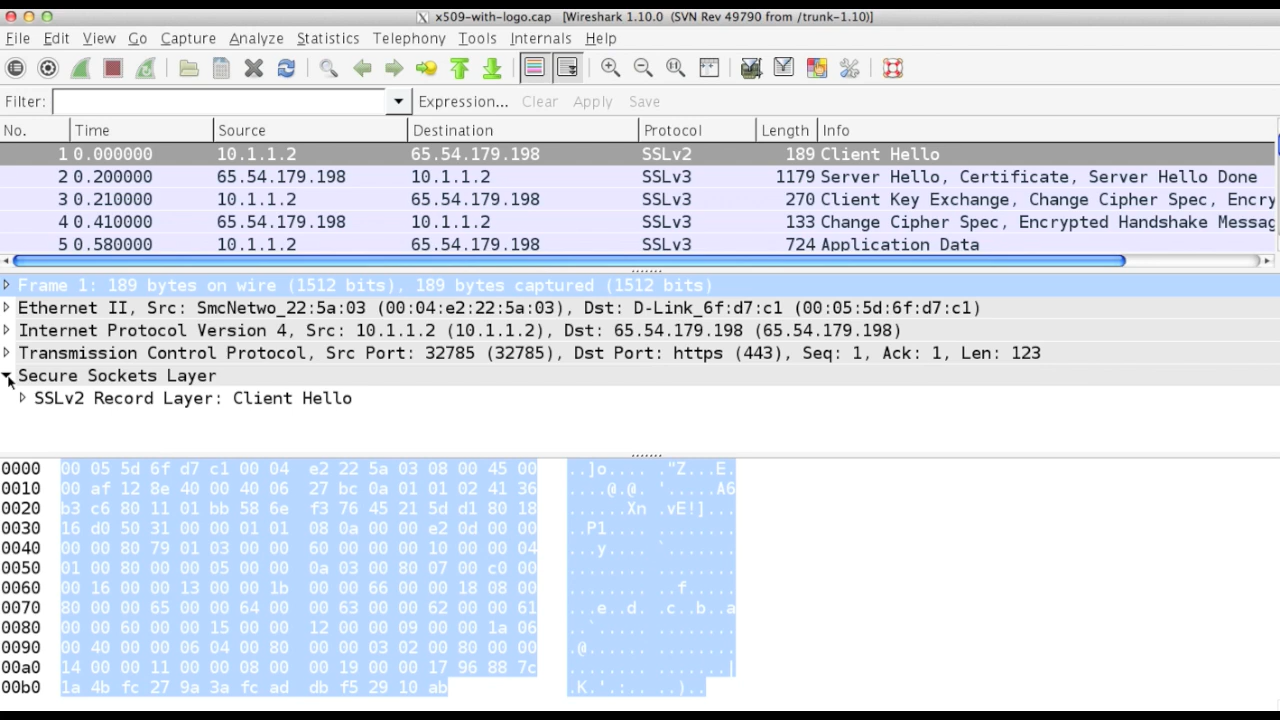 x509-with-logo.cap [Wireshark 1.10.0 (SVN Rev 49790 from /trunk-1.10)]
File Edit View Go Capture Analyze Statistics Telephony Tools Internals Help
Filter: Expression... Clear Apply Save
No. Time Source Destination Protocol Length Info
1 0.000000 10.1.1.2 65.54.179.198 SSLv2 189 Client Hello
2 0.200000 65.54.179.198 10.1.1.2 SSLv3 1179 Server Hello, Certificate, Server Hello Done
3 0.210000 10.1.1.2 65.54.179.198 SSLv3 270 Client Key Exchange, Change Cipher Spec, Encry
4 0.410000 65.54.179.198 10.1.1.2 SSLv3 133 Change Cipher Spec, Encrypted Handshake Messag
5 0.580000 10.1.1.2 65.54.179.198 SSLv3 724 Application Data
Frame 1: 189 bytes on wire (1512 bits), 189 bytes captured (1512 bits)
Ethernet II, Src: SmcNetwo_22:5a:03 (00:04:e2:22:5a:03), Dst: D-Link_6f:d7:c1 (00:05:5d:6f:d7:c1)
Internet Protocol Version 4, Src: 10.1.1.2 (10.1.1.2), Dst: 65.54.179.198 (65.54.179.198)
Transmission Control Protocol, Src Port: 32785 (32785), Dst Port: https (443), Seq: 1, Ack: 1, Len: 123
Secure Sockets Layer
SSLv2 Record Layer: Client Hello
0000 00 05 5d 6f d7 c1 00 04 e2 22 5a 03 08 00 45 00 ..]o.... ."Z...E.
0010 00 af 12 8e 40 00 40 06 27 bc 0a 01 01 02 41 36 ....@.@. '.....A6
0020 b3 c6 80 11 01 bb 58 6e f3 76 45 21 5d d1 80 18 ......Xn .vE!]...
0030 16 d0 50 31 00 00 01 01 08 0a 00 00 e2 0d 00 00 ..P1.... ........
0040 00 00 80 79 01 03 00 00 60 00 00 00 10 00 00 04 ...y.... `.......
0050 01 00 80 00 00 05 00 00 0a 03 00 80 07 00 c0 00 ........ ........
0060 00 16 00 00 13 00 00 1b 00 00 66 00 00 18 08 00 ........ ..f.....
0070 80 00 00 65 00 00 64 00 00 63 00 00 62 00 00 61 ...e..d. .c..b..a
0080 00 00 60 00 00 15 00 00 12 00 00 09 00 00 1a 06 ..`..... ........
0090 00 40 00 00 06 04 00 80 00 00 03 02 00 80 00 00 .@...... ........
00a0 14 00 00 11 00 00 08 00 00 19 00 00 17 96 88 7c ........ .......|
00b0 1a 4b fc 27 9a 3a fc ad db f5 29 10 ab .K.'.:.. ..)..